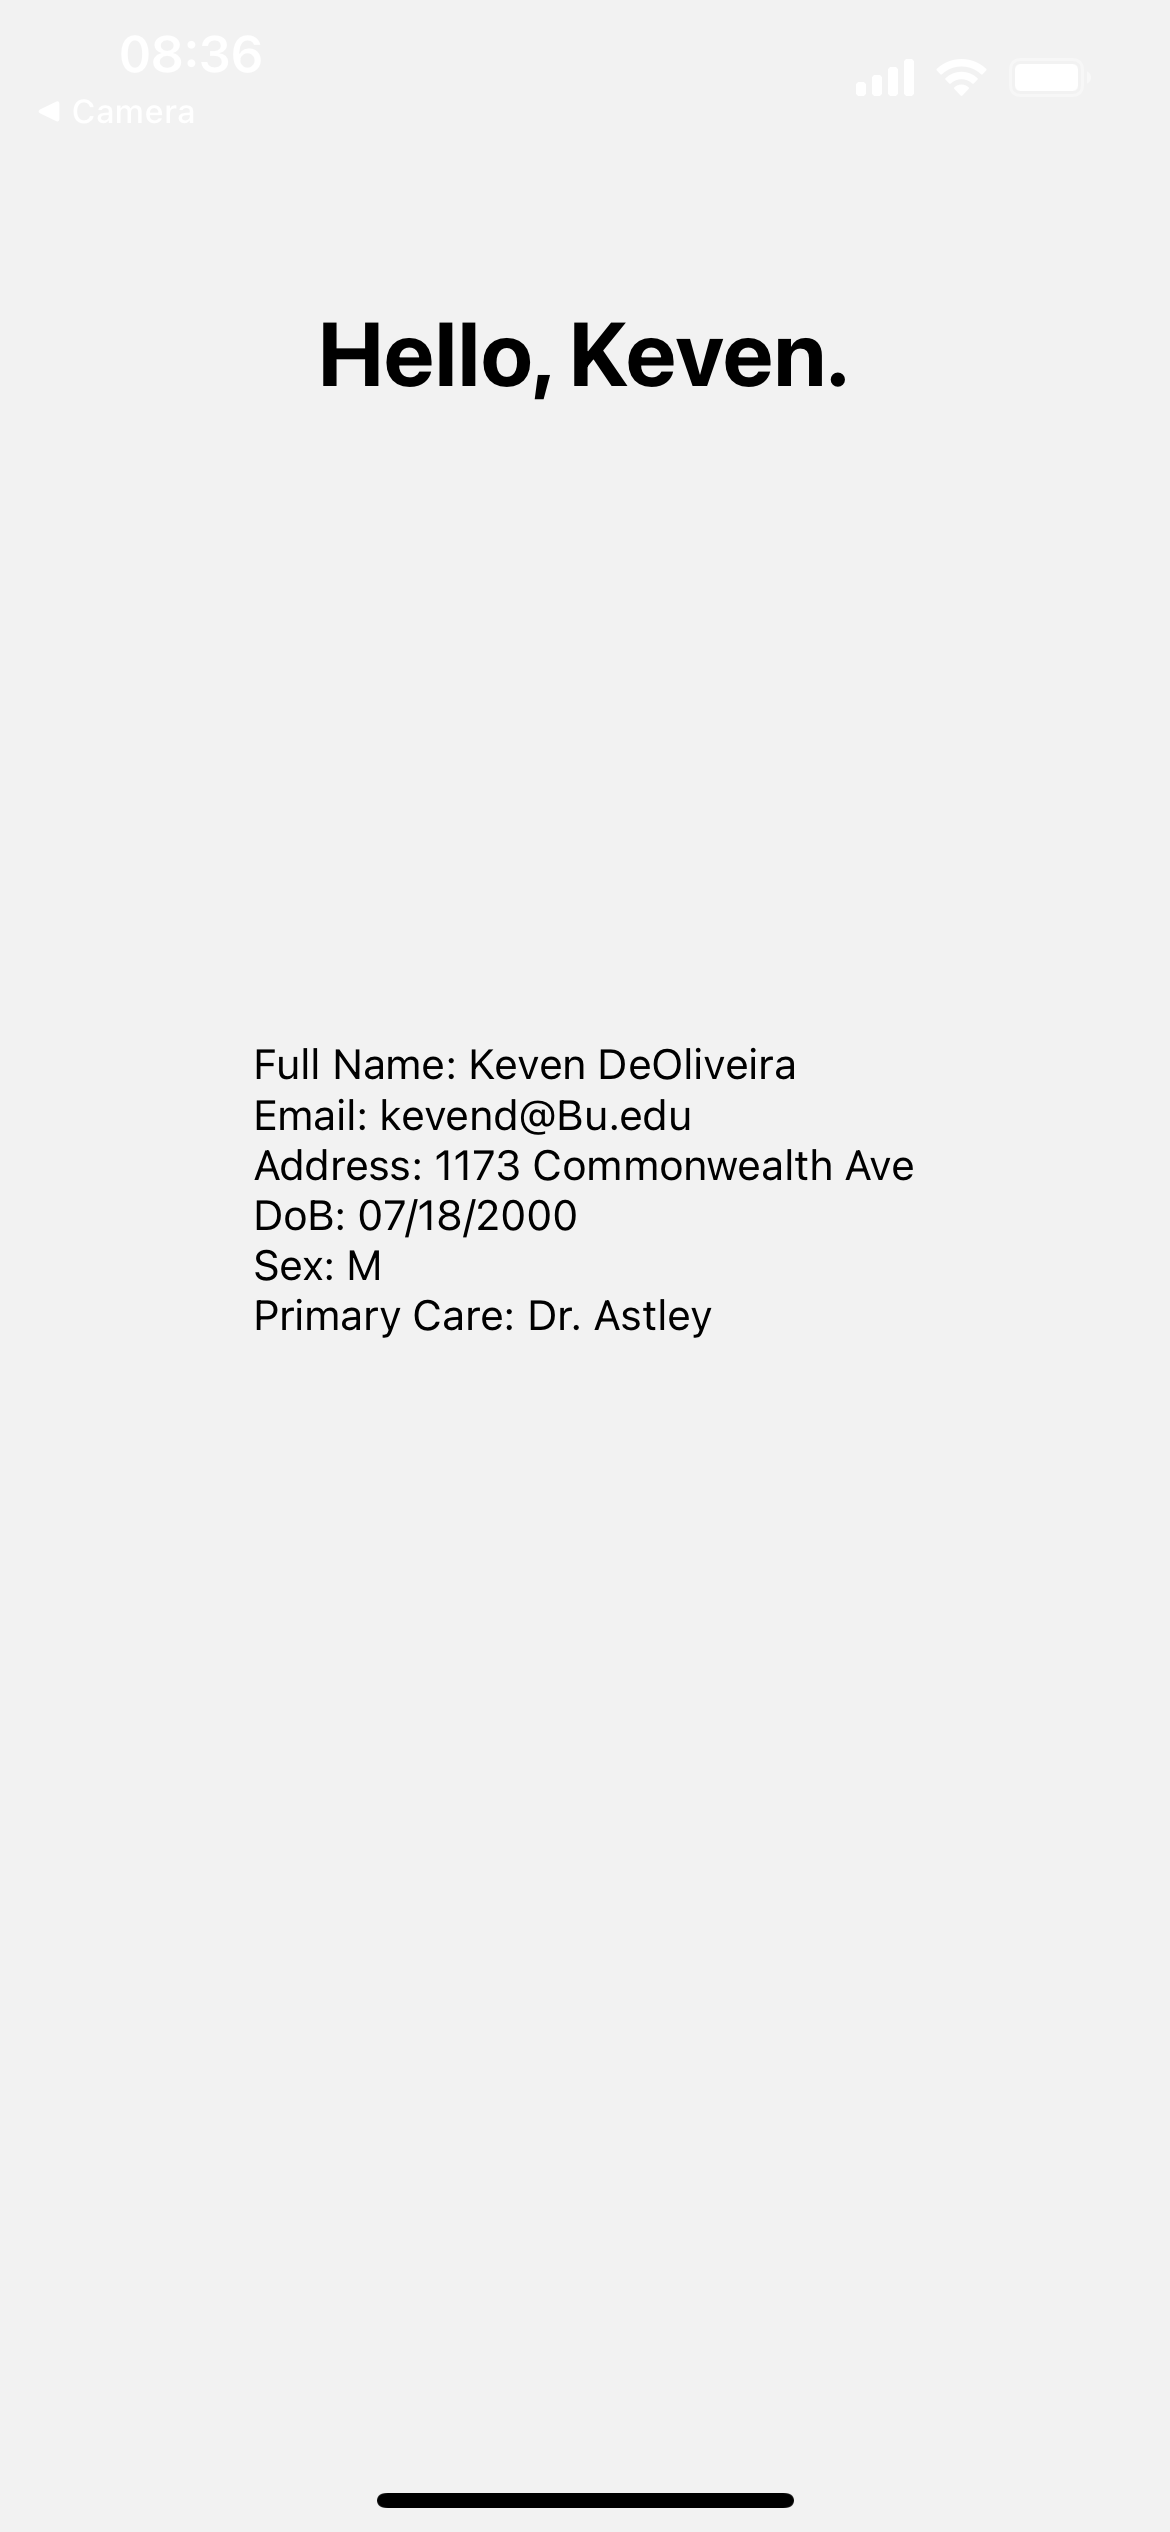 08:36
◀ Camera
Hello, Keven.
Full Name: Keven DeOliveira
Email: kevend@Bu.edu
Address: 1173 Commonwealth Ave
DoB: 07/18/2000
Sex: M
Primary Care: Dr. Astley